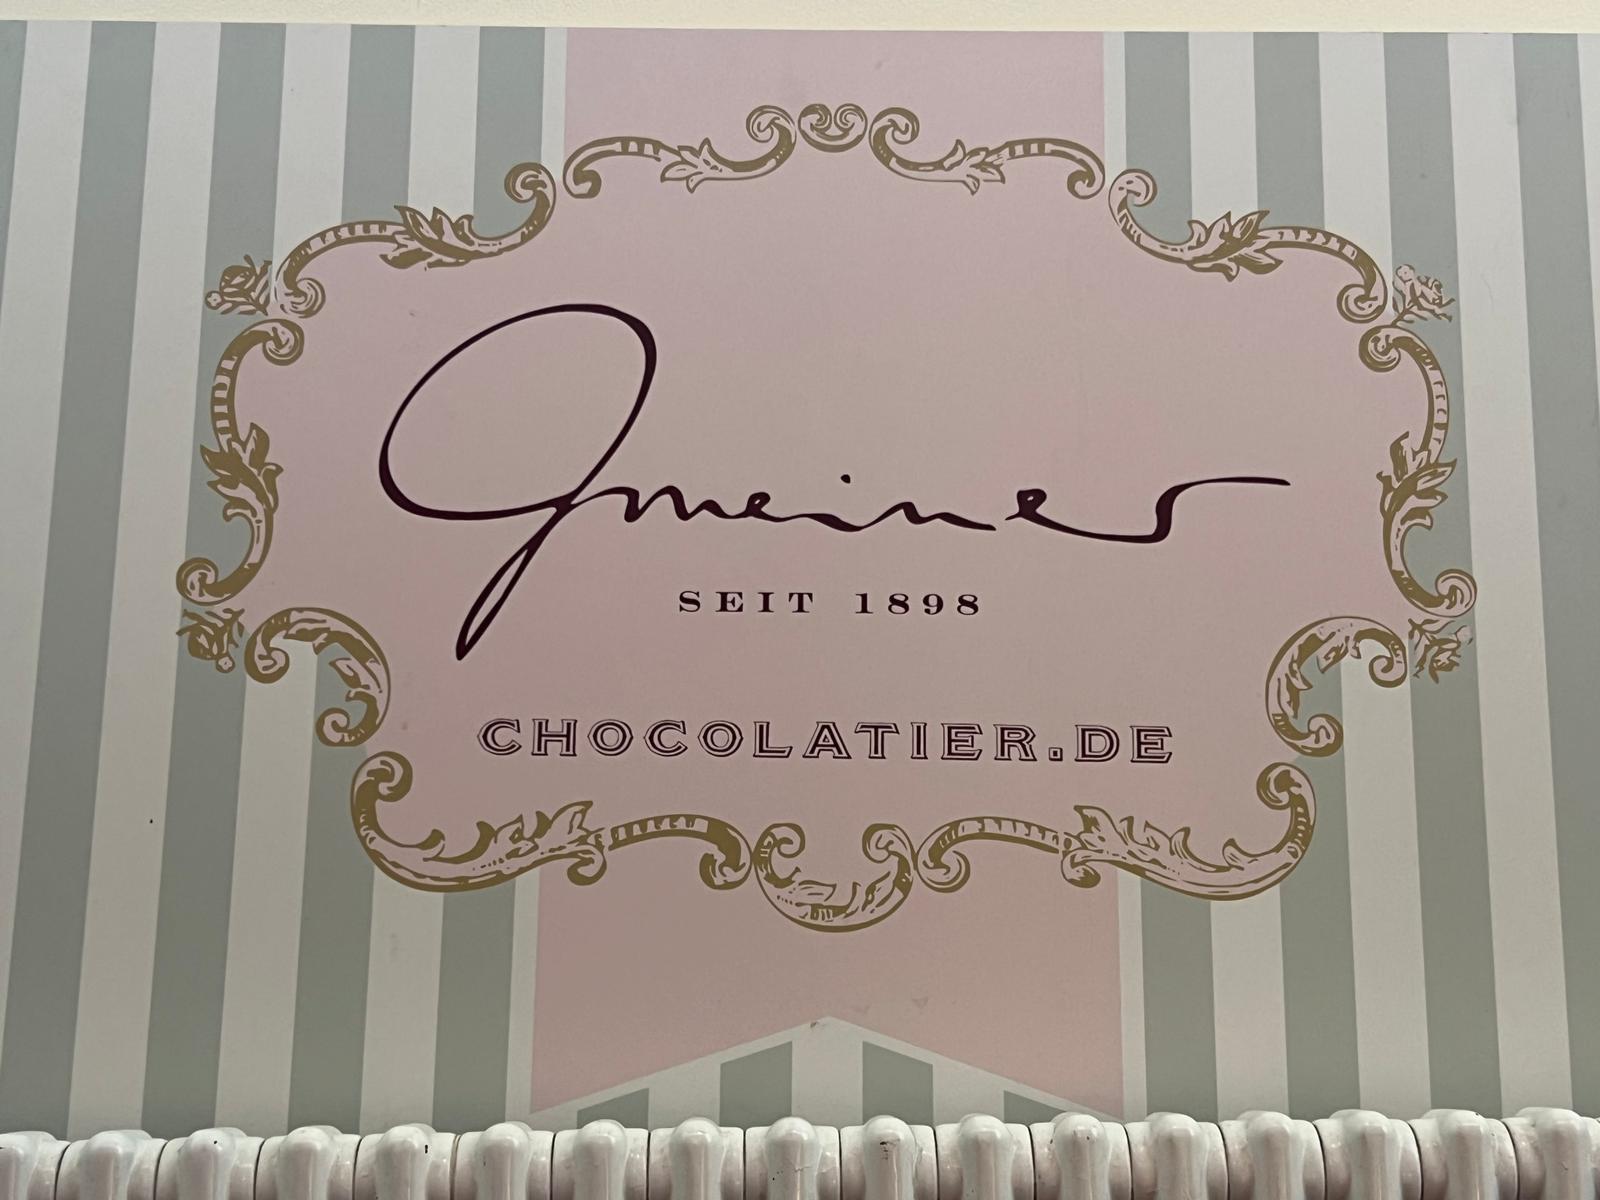 Gmeiner
SEIT 1898
CHOCOLATIER.DE